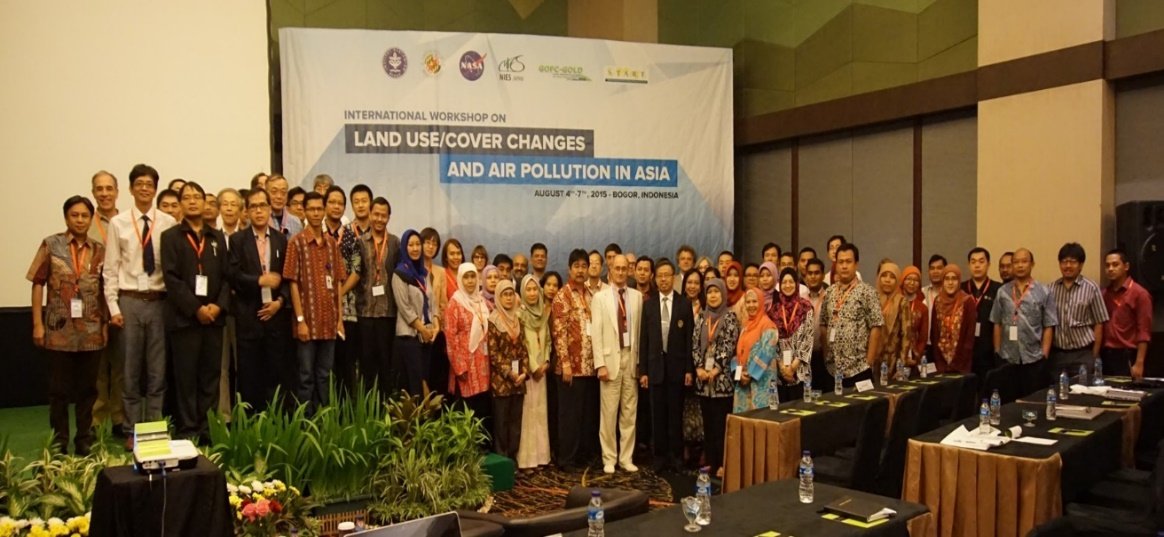 NASA
NIES JAPAN
GOFC-GOLD
START
INTERNATIONAL WORKSHOP ON
LAND USE/COVER CHANGES
AND AIR POLLUTION IN ASIA
AUGUST 4TH-7TH, 2015 - BOGOR, INDONESIA